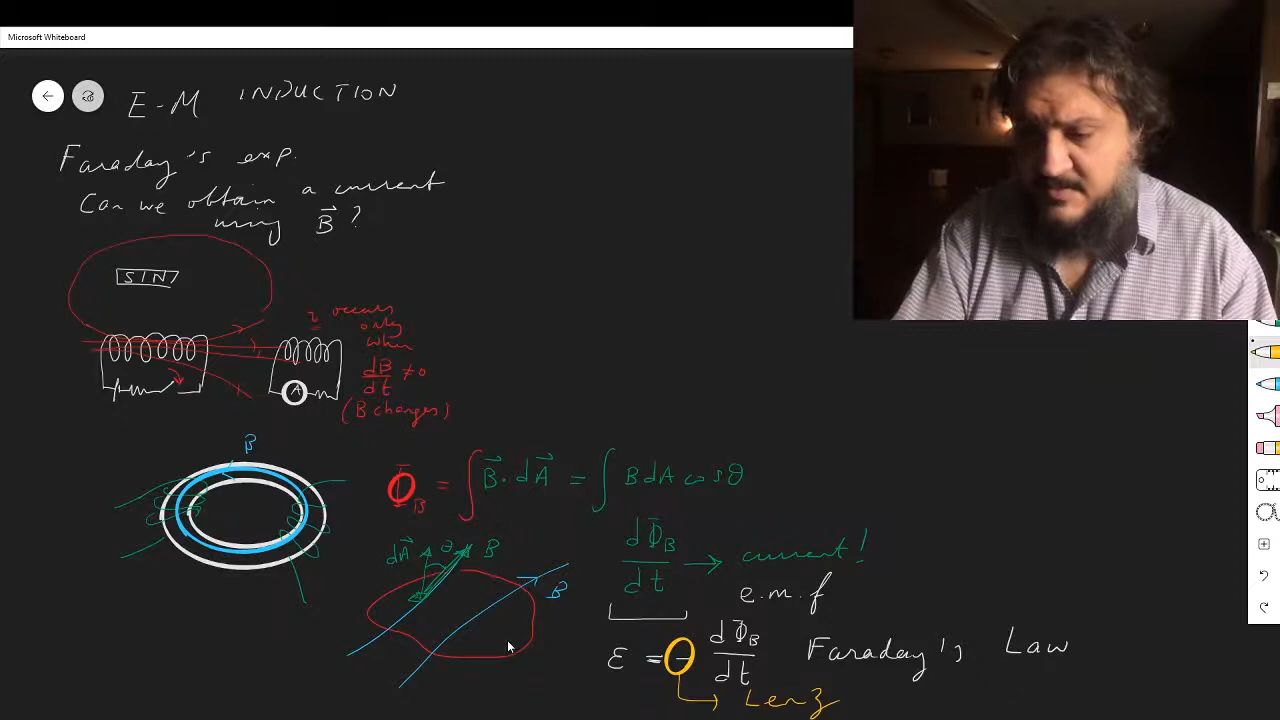 Microsoft Whiteboard
E-M INDUCTION
Faraday's exp.
Can we obtain a current
using B⃗ ?
SIN
i occurs
only
when
dB/dt ≠ 0
(B changes)
A
B
Φ_B = ∫ B⃗ · dA⃗ = ∫ B dA cos θ
dA⃗ θ B
B
dΦ_B/dt → current!
e.m.f
ε = - dΦ_B/dt Faraday's Law
→ Lenz